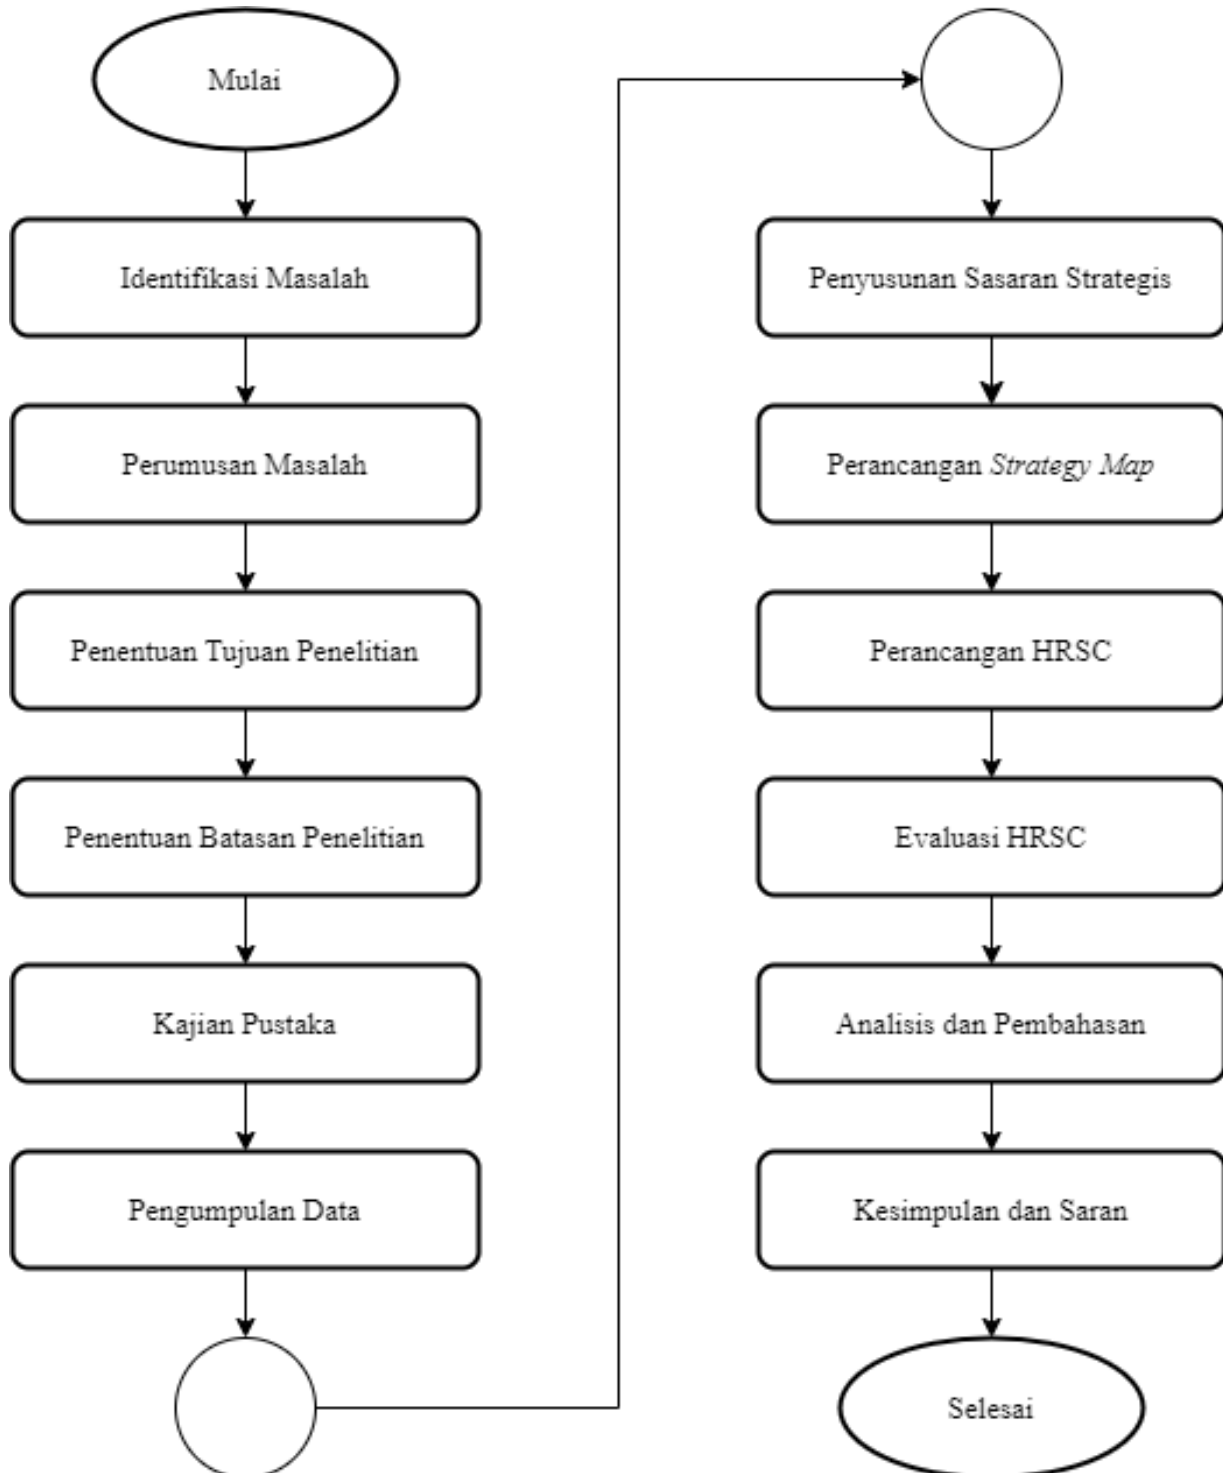 Mulai
Identifikasi Masalah
Perumusan Masalah
Penentuan Tujuan Penelitian
Penentuan Batasan Penelitian
Kajian Pustaka
Pengumpulan Data
Penyusunan Sasaran Strategis
Perancangan Strategy Map
Perancangan HRSC
Evaluasi HRSC
Analisis dan Pembahasan
Kesimpulan dan Saran
Selesai